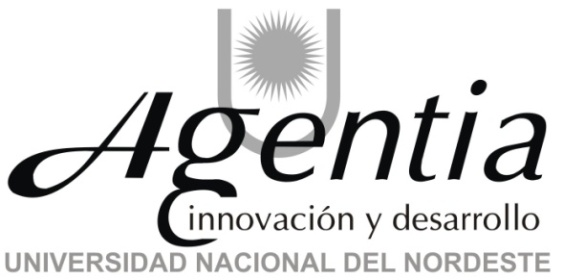 Agentia
innovación y desarrollo
UNIVERSIDAD NACIONAL DEL NORDESTE